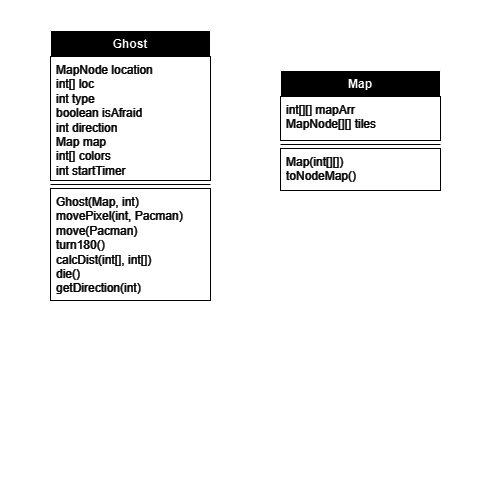 Ghost
MapNode location
int[] loc
int type
boolean isAfraid
int direction
Map map
int[] colors
int startTimer
Ghost(Map, int)
movePixel(int, Pacman)
move(Pacman)
turn180()
calcDist(int[], int[])
die()
getDirection(int)
Map
int[][] mapArr
MapNode[][] tiles
Map(int[][])
toNodeMap()